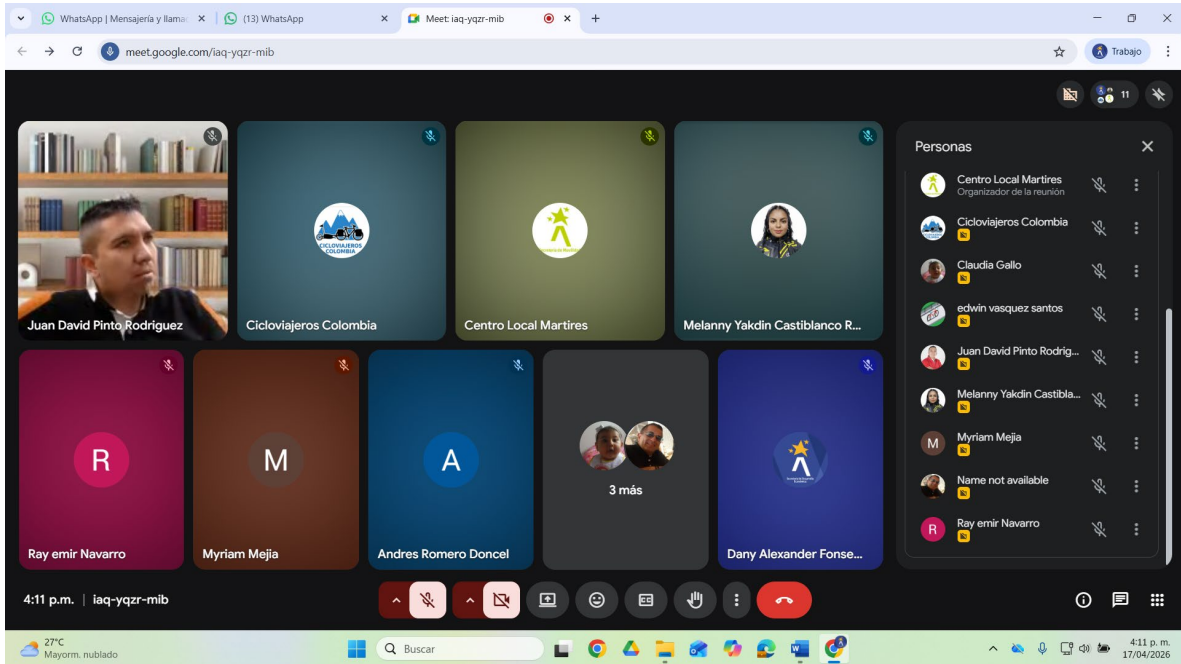 WhatsApp | Mensajería y llama
(13) WhatsApp
Meet: iaq-yqzr-mib
meet.google.com/iaq-yqzr-mib
Trabajo
11
Juan David Pinto Rodriguez
CICLOVIAJEROS
COLOMBIA
Cicloviajeros Colombia
Centro Local Martires
Melanny Yakdin Castiblanco R...
R
Ray emir Navarro
M
Myriam Mejia
A
Andres Romero Doncel
3 más
Dany Alexander Fonse...
Personas
Centro Local Martires
Organizador de la reunión
Cicloviajeros Colombia
Claudia Gallo
edwin vasquez santos
Juan David Pinto Rodrig...
Melanny Yakdin Castibla...
M
Myriam Mejia
Name not available
R
Ray emir Navarro
4:11 p.m. | iaq-yqzr-mib
CC
27°C
Mayorm. nublado
Buscar
4:11 p. m.
17/04/2026